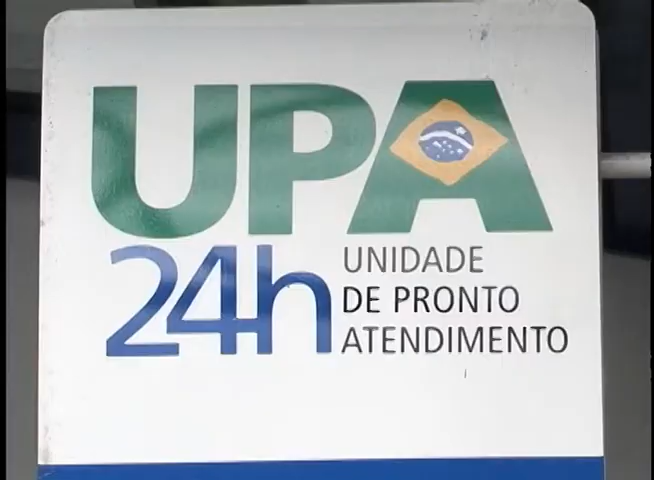 UPA
24h
UNIDADE
DE PRONTO
ATENDIMENTO